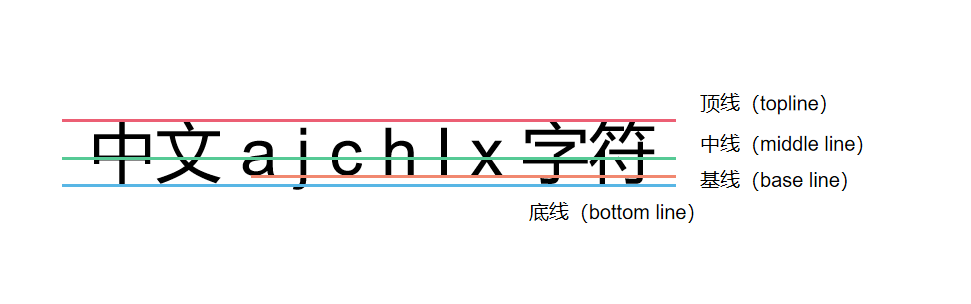 顶线（topline）
中文 a j c h l x 字符
中线（middle line）
基线（base line）
底线（bottom line）